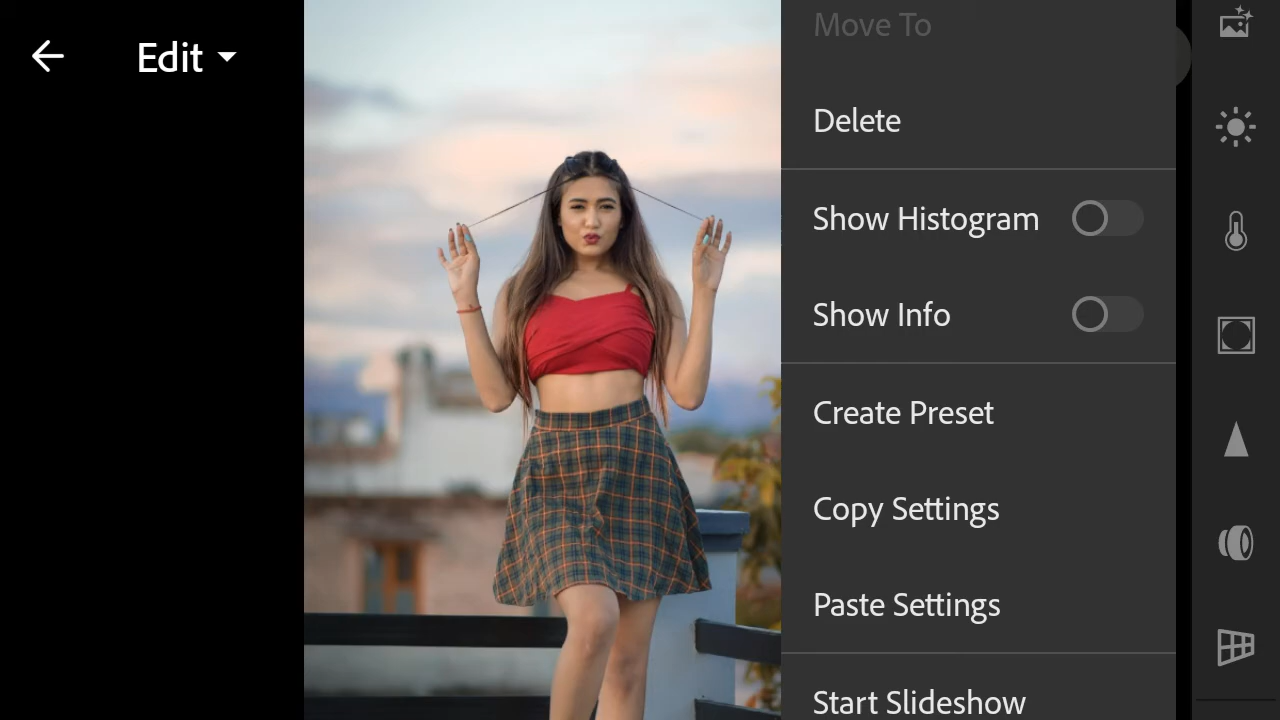 Edit
Move To
Delete
Show Histogram
Show Info
Create Preset
Copy Settings
Paste Settings
Start Slideshow